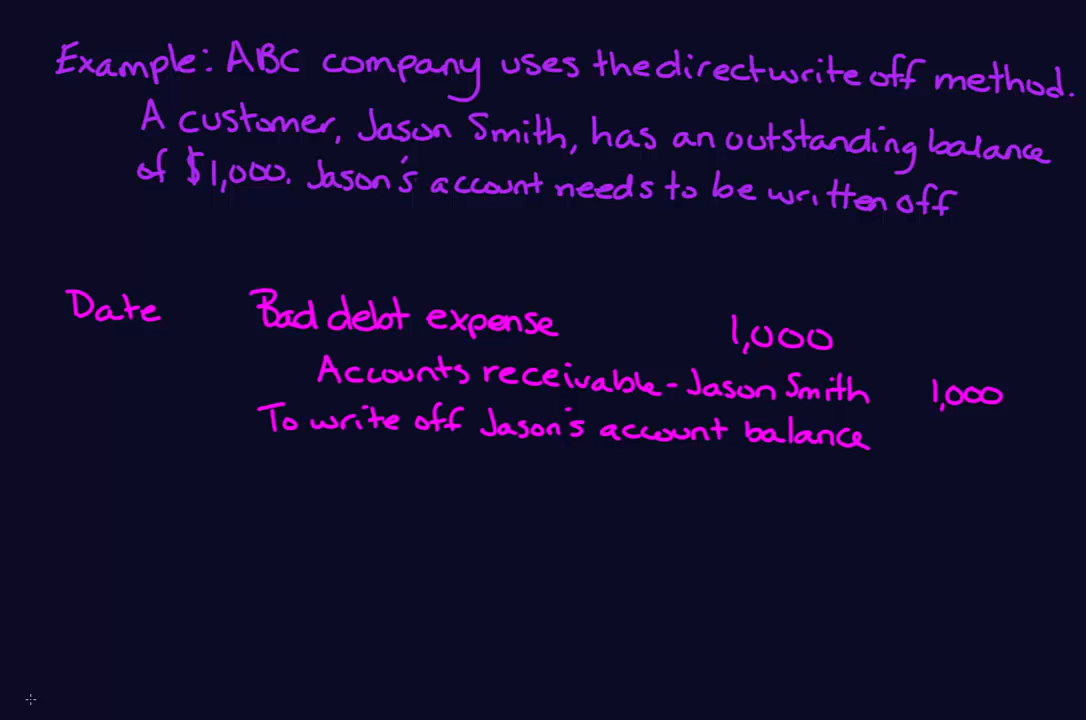 Example: ABC company uses the direct write off method.
A customer, Jason Smith, has an outstanding balance
of $1,000. Jason's account needs to be written off
Date Bad debt expense 1,000
Accounts receivable - Jason Smith 1,000
To write off Jason's account balance